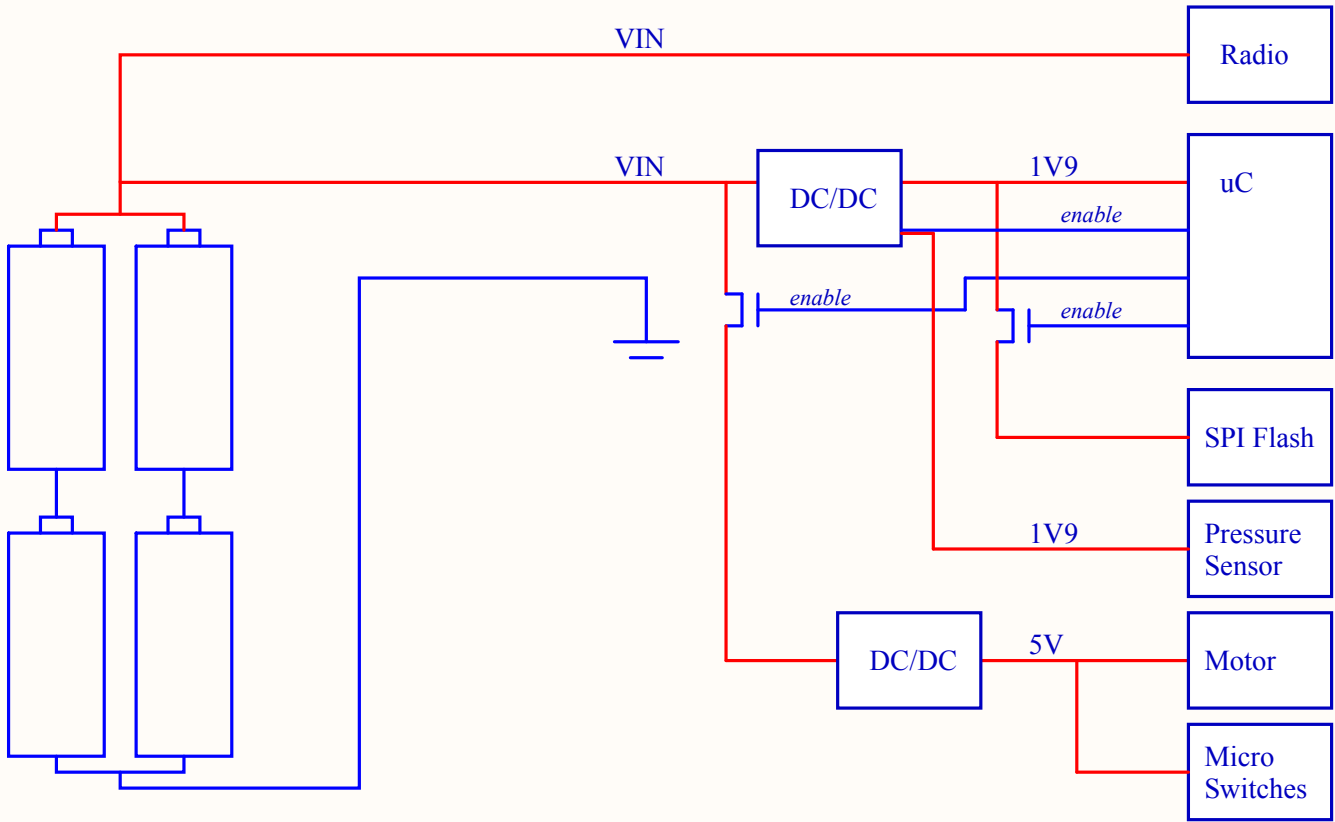 VIN
Radio
VIN
DC/DC
1V9
uC
enable
enable
enable
SPI Flash
1V9
Pressure
Sensor
DC/DC
5V
Motor
Micro
Switches